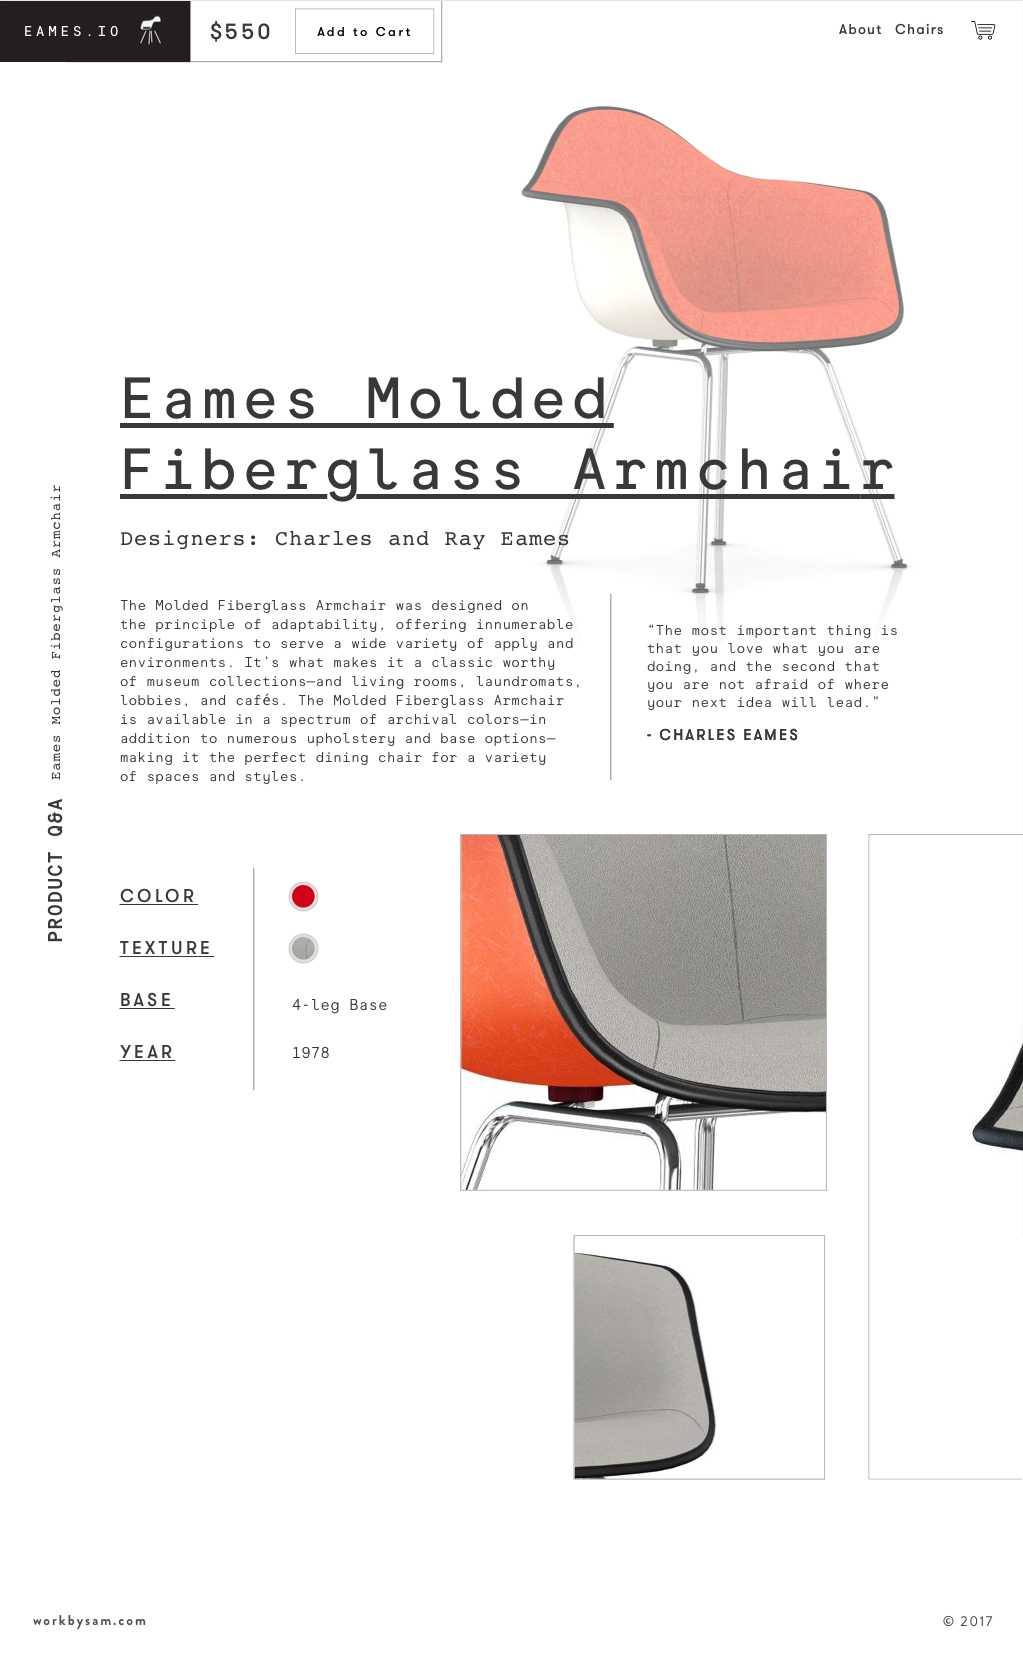 EAMES.IO
$550
Add to Cart
About Chairs
Eames Molded
Fiberglass Armchair
Designers: Charles and Ray Eames
The Molded Fiberglass Armchair was designed on
the principle of adaptability, offering innumerable
configurations to serve a wide variety of apply and
environments. It's what makes it a classic worthy
of museum collections—and living rooms, laundromats,
lobbies, and cafés. The Molded Fiberglass Armchair
is available in a spectrum of archival colors—in
addition to numerous upholstery and base options—
making it the perfect dining chair for a variety
of spaces and styles.
“The most important thing is
that you love what you are
doing, and the second that
you are not afraid of where
your next idea will lead.”
- CHARLES EAMES
PRODUCT Q&A Eames Molded Fiberglass Armchair
COLOR
TEXTURE
BASE
4-leg Base
YEAR
1978
workbysam.com
© 2017